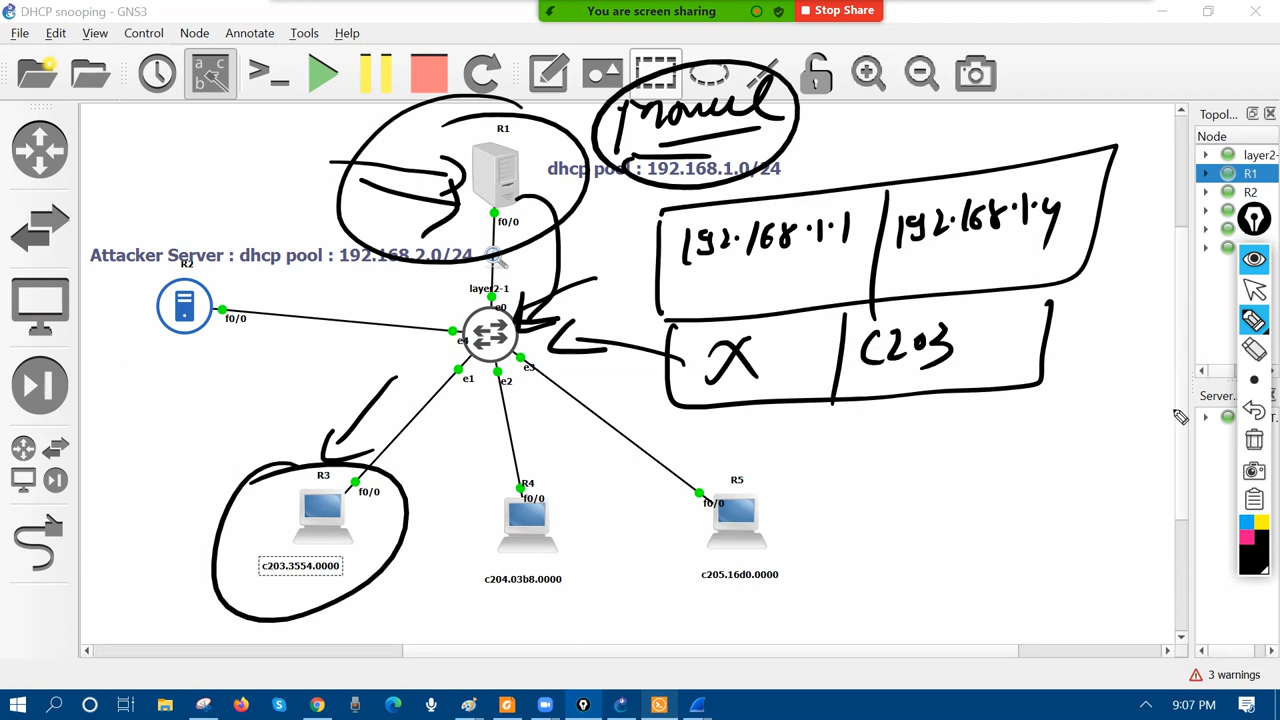 DHCP snooping - GNS3
You are screen sharing
Stop Share
File Edit View Control Node Annotate Tools Help
R1
dhcp pool : 192.168.1.0/24
192.168.1.1 192.168.1.4
f0/0
Attacker Server : dhcp pool : 192.168.2.0/24
R2
layer2-1
e0
f0/0
e4
e3
X C203
e1
e2
R3
f0/0
R4
f0/0
R5
f0/0
c203.3554.0000
c204.03b8.0000
c205.16d0.0000
Topol...
Node
layer2.
R1
R2
Server...
T.
3 warnings
9:07 PM